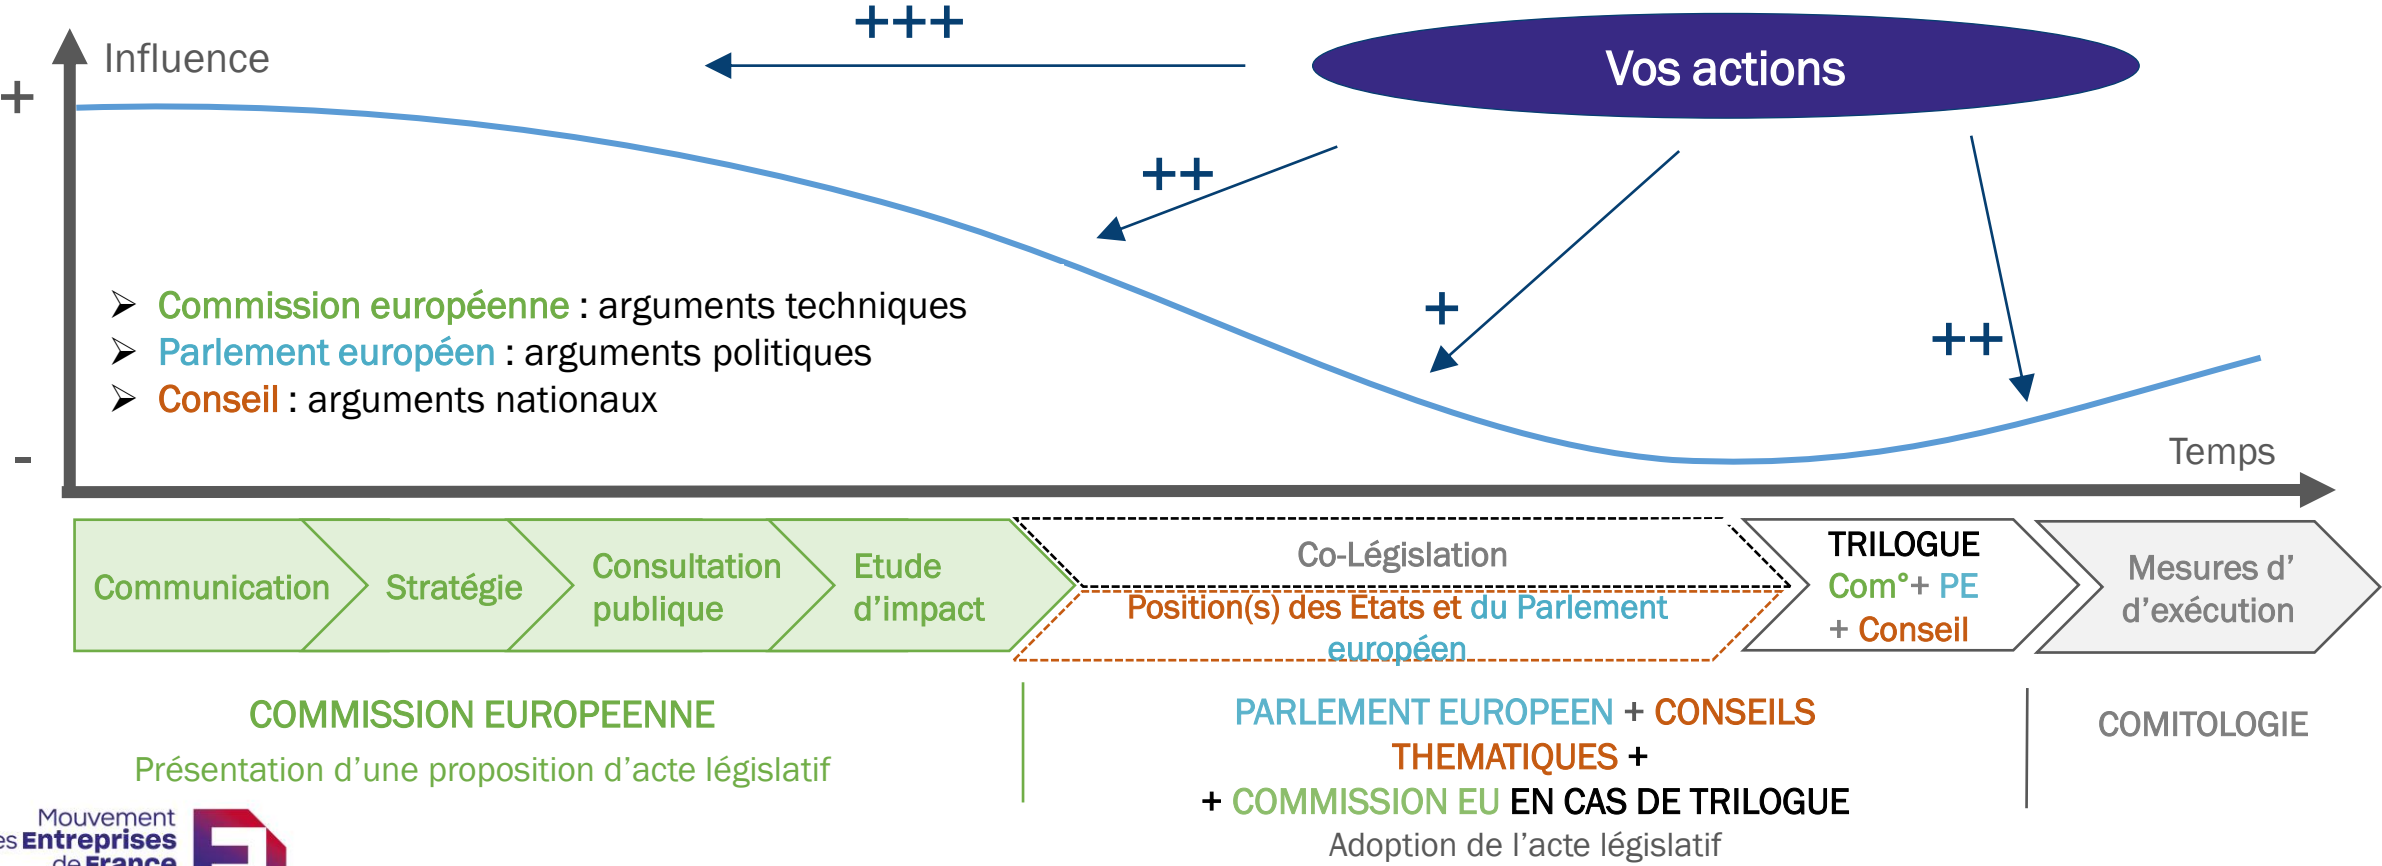 +++
Vos actions
Influence
+
++
Commission européenne : arguments techniques
Parlement européen : arguments politiques
Conseil : arguments nationaux
+
++
-
Temps
Communication
Stratégie
Consultation
publique
Etude
d’impact
Co-Législation
Position(s) des Etats et du Parlement
européen
TRILOGUE
Com°+ PE
+ Conseil
Mesures d’
d’exécution
COMMISSION EUROPEENNE
Présentation d’une proposition d’acte législatif
PARLEMENT EUROPEEN + CONSEILS
THEMATIQUES +
+ COMMISSION EU EN CAS DE TRILOGUE
Adoption de l’acte législatif
COMITOLOGIE
Mouvement
es Entreprises
de France